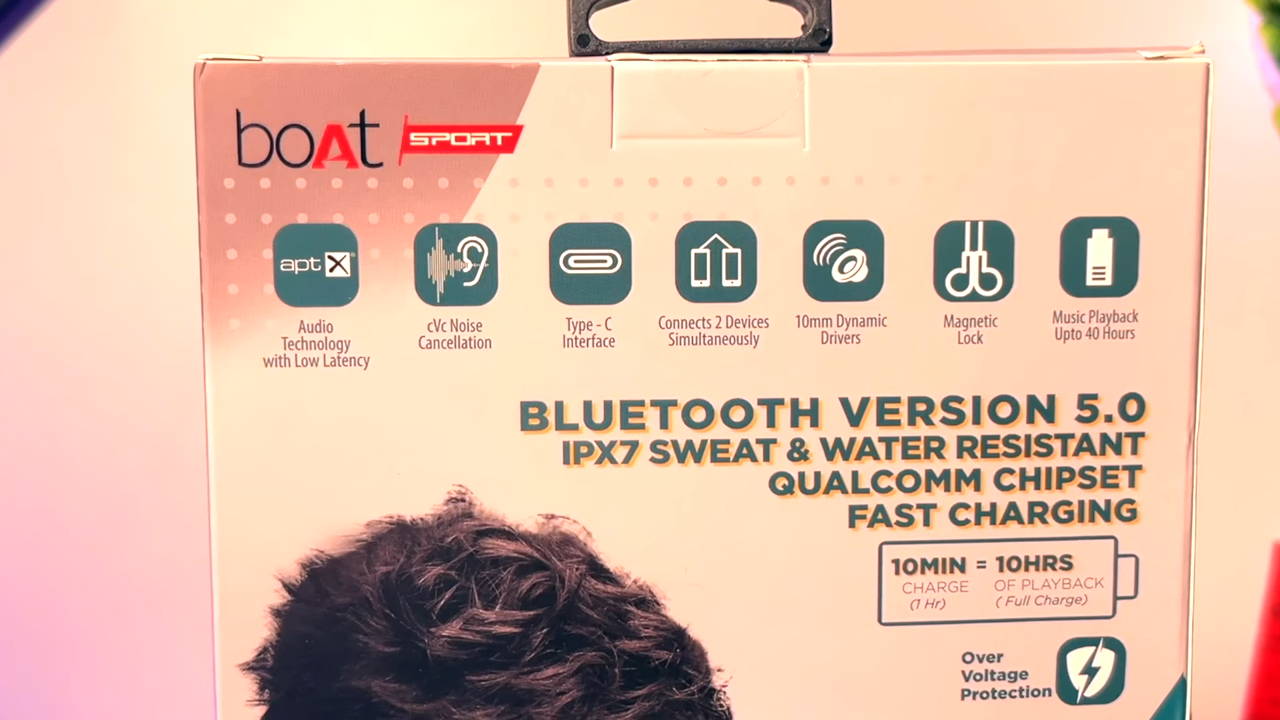 boAt SPORT
aptX
Audio
Technology
with Low Latency
cVc Noise
Cancellation
Type - C
Interface
Connects 2 Devices
Simultaneously
10mm Dynamic
Drivers
Magnetic
Lock
Music Playback
Upto 40 Hours
BLUETOOTH VERSION 5.0
IPX7 SWEAT & WATER RESISTANT
QUALCOMM CHIPSET
FAST CHARGING
10MIN = 10HRS
CHARGE OF PLAYBACK
(1 Hr) (Full Charge)
Over
Voltage
Protection